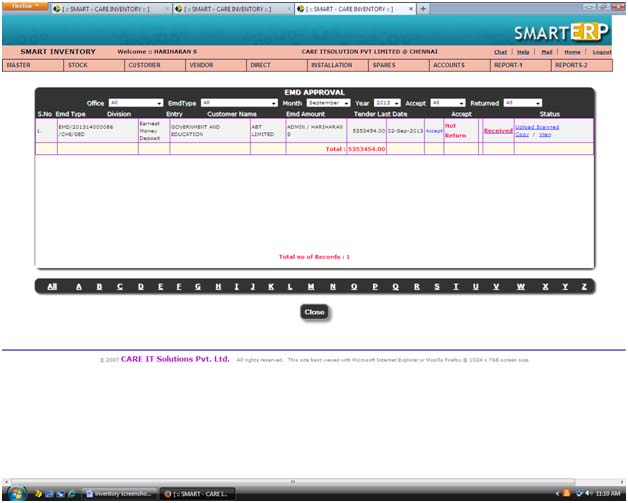 Firefox
[ :: SMART - CARE INVENTORY :: ] × [ :: SMART - CARE INVENTORY :: ] × [ :: SMART - CARE INVENTORY :: ] × +
SMARTERP
SMART INVENTORY Welcome :: HARIHARAN S CARE ITSOLUTION PVT LIMITED @ CHENNAI Chat | Help | Mail | Home | Logout
MASTER STOCK CUSTOMER VENDOR DIRECT INSTALLATION SPARES ACCOUNTS REPORT-1 REPORTS-2
EMD APPROVAL
Office All EmdType All Month September Year 2013 Accept All Returned All
S.No Emd Type Division Entry Customer Name Emd Amount Tender Last Date Accept Status
1. EMD/201314000086 /CHE/GED Earnest Money Deposit GOVERNMENT AND EDUCATION ABT LIMITED ADMIN / HARIHARAN S 5353454.00 02-Sep-2013 Accept Not Return Received Upload Scanned Copy / View
Total : 5353454.00
Total no of Records : 1
All A B C D E F G H I J K L M N O P Q R S T U V W X Y Z
Close
© 2007 CARE IT Solutions Pvt. Ltd. All rights reserved. This site best viewed with Microsoft Internet Explorer or Mozilla Firefox @ 1024 x 768 screen size.
inventory screensho... [ :: SMART - CARE I... 11:10 AM